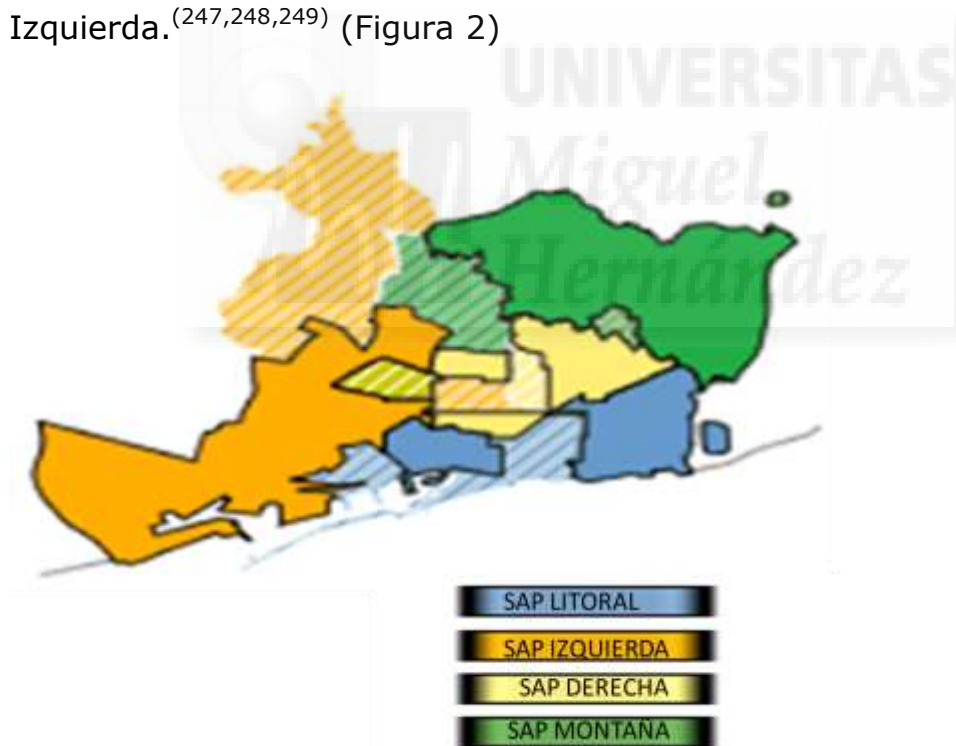 Izquierda.(247,248,249) (Figura 2)
UNIVERSITAS
Miguel
Hernández
SAP LITORAL
SAP IZQUIERDA
SAP DERECHA
SAP MONTAÑA